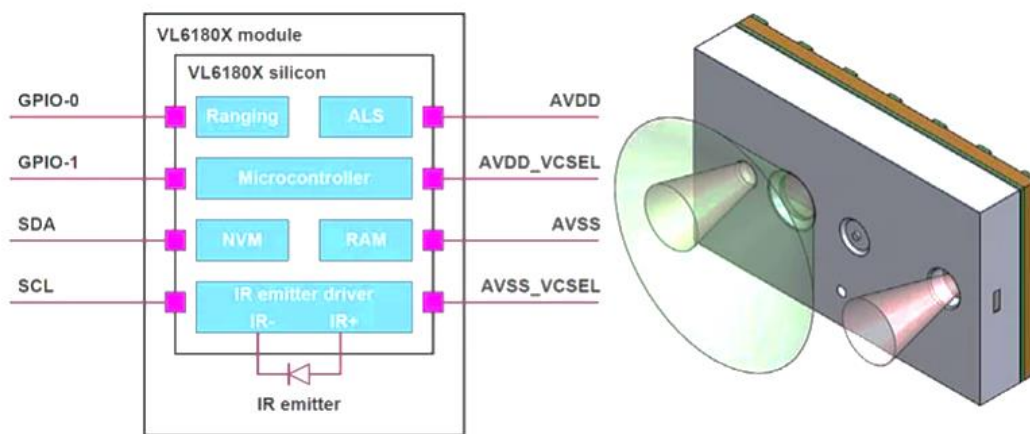 VL6180X module
VL6180X silicon
GPIO-0
Ranging
ALS
AVDD
GPIO-1
Microcontroller
AVDD_VCSEL
SDA
NVM
RAM
AVSS
SCL
IR emitter driver
IR- IR+
AVSS_VCSEL
IR emitter